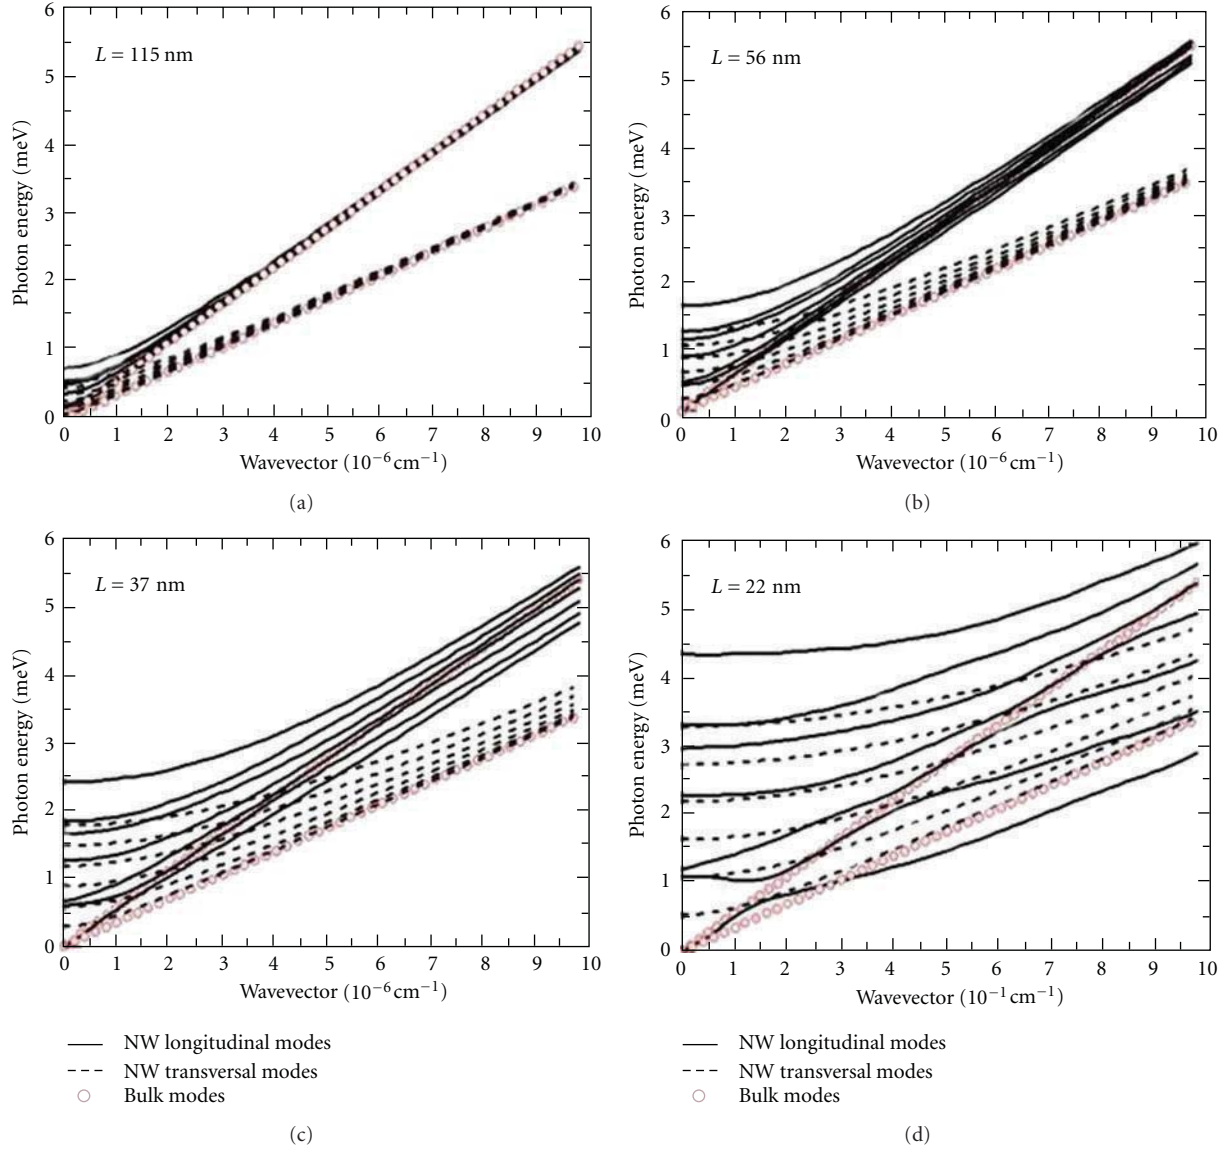 6
5
4
3
2
1
0
Photon energy (meV)
L = 115 nm
0 1 2 3 4 5 6 7 8 9 10
Wavevector (10−6 cm−1)
(a)
6
5
4
3
2
1
0
Photon energy (meV)
L = 56 nm
0 1 2 3 4 5 6 7 8 9 10
Wavevector (10−6 cm−1)
(b)
6
5
4
3
2
1
0
Photon energy (meV)
L = 37 nm
0 1 2 3 4 5 6 7 8 9 10
Wavevector (10−6 cm−1)
NW longitudinal modes
NW transversal modes
Bulk modes
(c)
6
5
4
3
2
1
0
Photon energy (meV)
L = 22 nm
0 1 2 3 4 5 6 7 8 9 10
Wavevector (10−1 cm−1)
NW longitudinal modes
NW transversal modes
Bulk modes
(d)